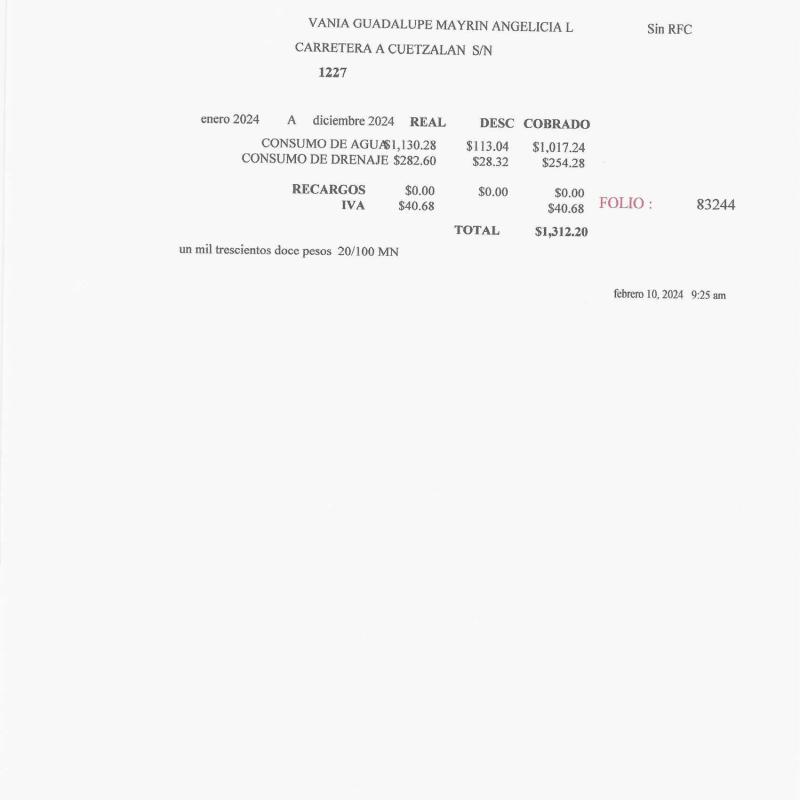 VANIA GUADALUPE MAYRIN ANGELICIA L Sin RFC
CARRETERA A CUETZALAN S/N
1227
enero 2024 A diciembre 2024 REAL DESC COBRADO
CONSUMO DE AGUA $1,130.28 $113.04 $1,017.24
CONSUMO DE DRENAJE $282.60 $28.32 $254.28
RECARGOS $0.00 $0.00 $0.00
IVA $40.68 $40.68 FOLIO : 83244
TOTAL $1,312.20
un mil trescientos doce pesos 20/100 MN
febrero 10, 2024 9:25 am